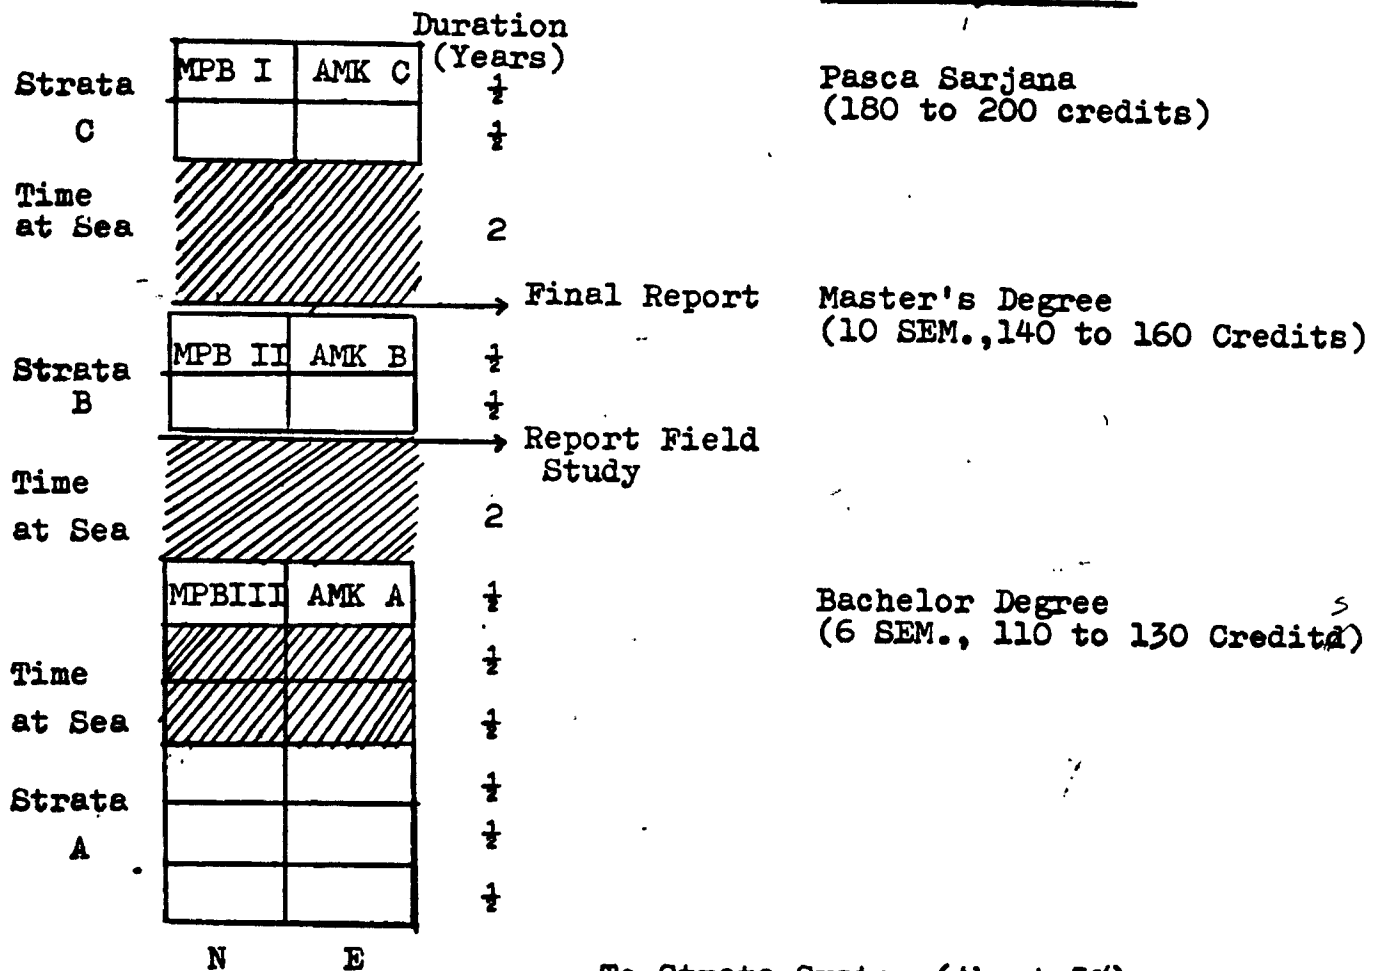 Duration
(Years)
Strata
C
MPB I AMK C ½
½
Pasca Sarjana
(180 to 200 credits)
Time
at Sea
2
Final Report
Master's Degree
(10 SEM.,140 to 160 Credits)
Strata
B
MPB II AMK B ½
½
Report Field
Study
Time
at Sea
2
MPBIII AMK A ½
Bachelor Degree
(6 SEM., 110 to 130 Creditd)
s
Time
at Sea
½
½
Strata
A
½
½
½
N E